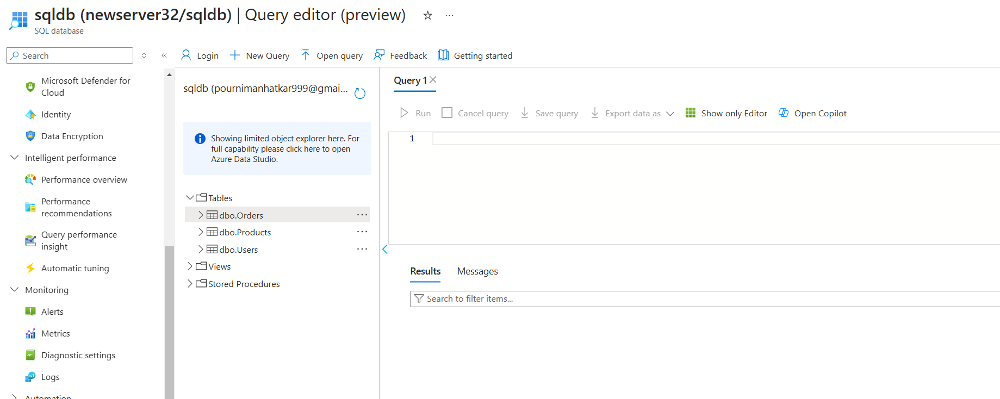 sqldb (newserver32/sqldb) | Query editor (preview) ...
SQL database
Search
Login
New Query
Open query
Feedback
Getting started
Microsoft Defender for
Cloud
Identity
Data Encryption
Intelligent performance
Performance overview
Performance
recommendations
Query performance
insight
Automatic tuning
Monitoring
Alerts
Metrics
Diagnostic settings
Logs
Automation
sqldb (pournimanhatkar999@gmai...
Showing limited object explorer here. For
full capability please click here to open
Azure Data Studio.
Tables
dbo.Orders ...
dbo.Products ...
dbo.Users ...
Views
Stored Procedures
Query 1
Run
Cancel query
Save query
Export data as
Show only Editor
Open Copilot
1
Results
Messages
Search to filter items...